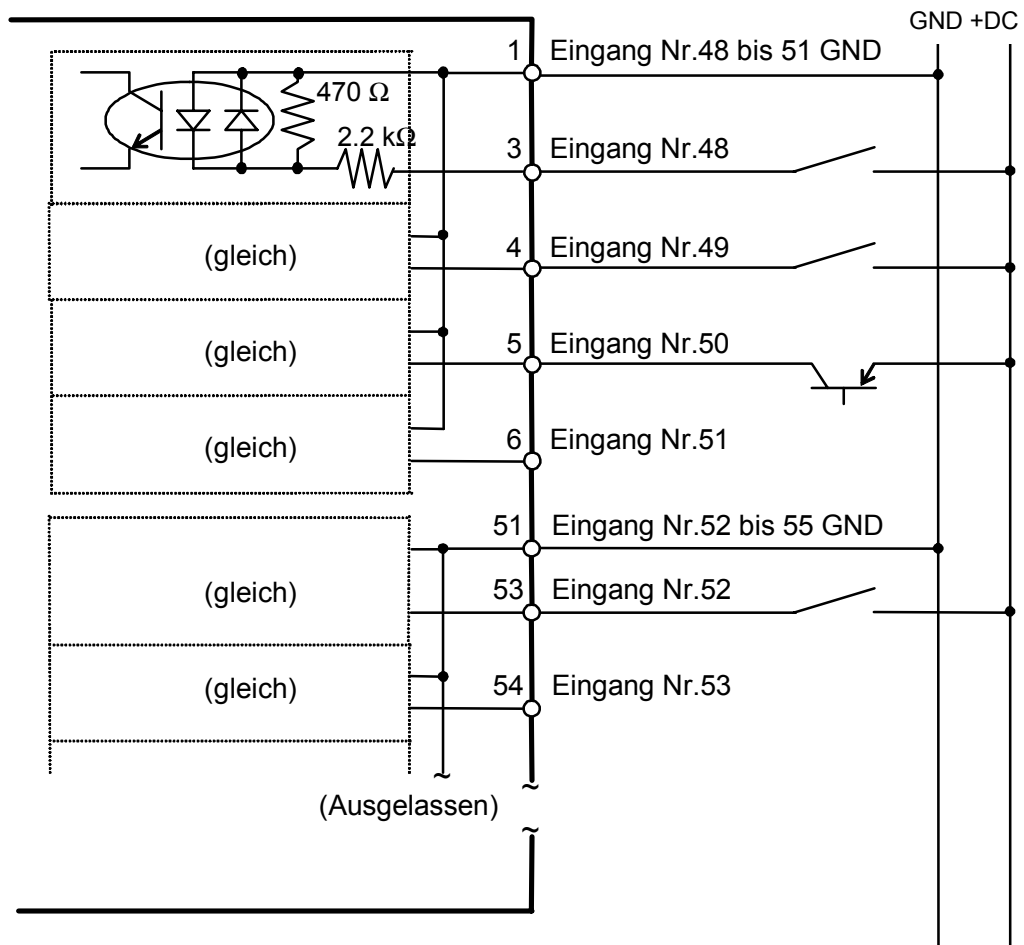 GND +DC
1 Eingang Nr.48 bis 51 GND
470 Ω
2.2 kΩ
3 Eingang Nr.48
(gleich)
4 Eingang Nr.49
(gleich)
5 Eingang Nr.50
(gleich)
6 Eingang Nr.51
51 Eingang Nr.52 bis 55 GND
(gleich)
53 Eingang Nr.52
(gleich)
54 Eingang Nr.53
(Ausgelassen)